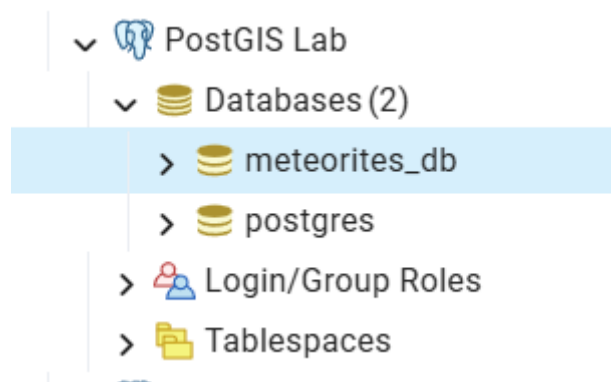 PostGIS Lab
Databases (2)
meteorites_db
postgres
Login/Group Roles
Tablespaces